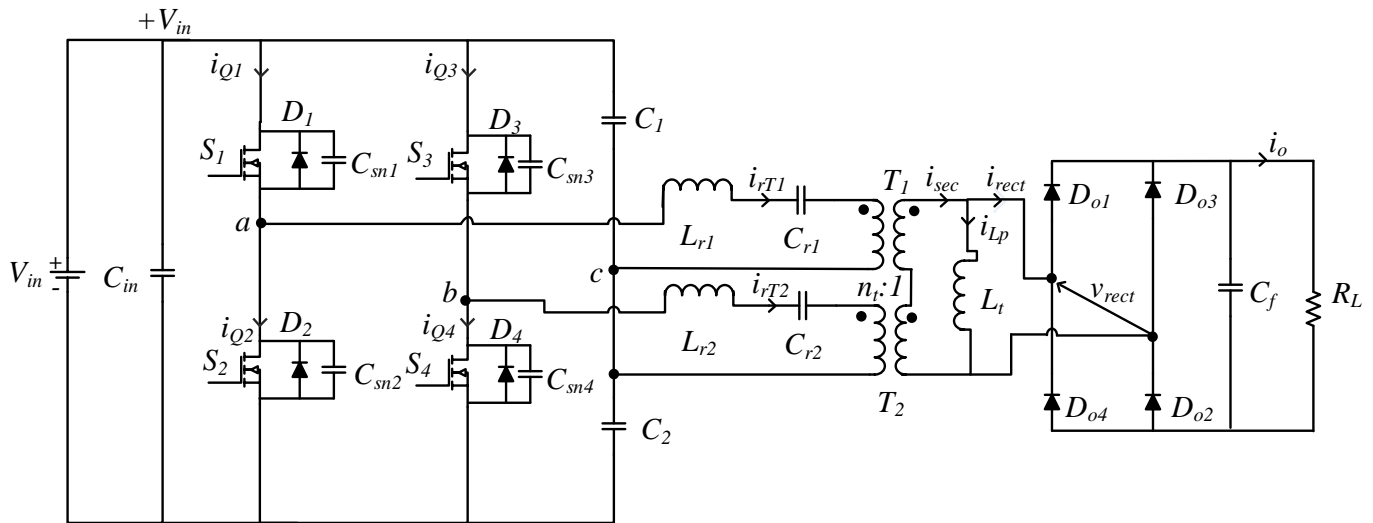 +V_in
i_Q1
i_Q3
D_1
D_3
C_1
S_1
C_sn1
S_3
C_sn3
i_rT1
T_1
i_sec
i_rect
i_o
D_o1
D_o3
a
L_r1
C_r1
i_Lp
V_in
+
-
C_in
c
i_rT2
n_t:1
L_t
v_rect
C_f
R_L
b
i_Q2
D_2
i_Q4
D_4
L_r2
C_r2
S_2
C_sn2
S_4
C_sn4
T_2
D_o4
D_o2
C_2